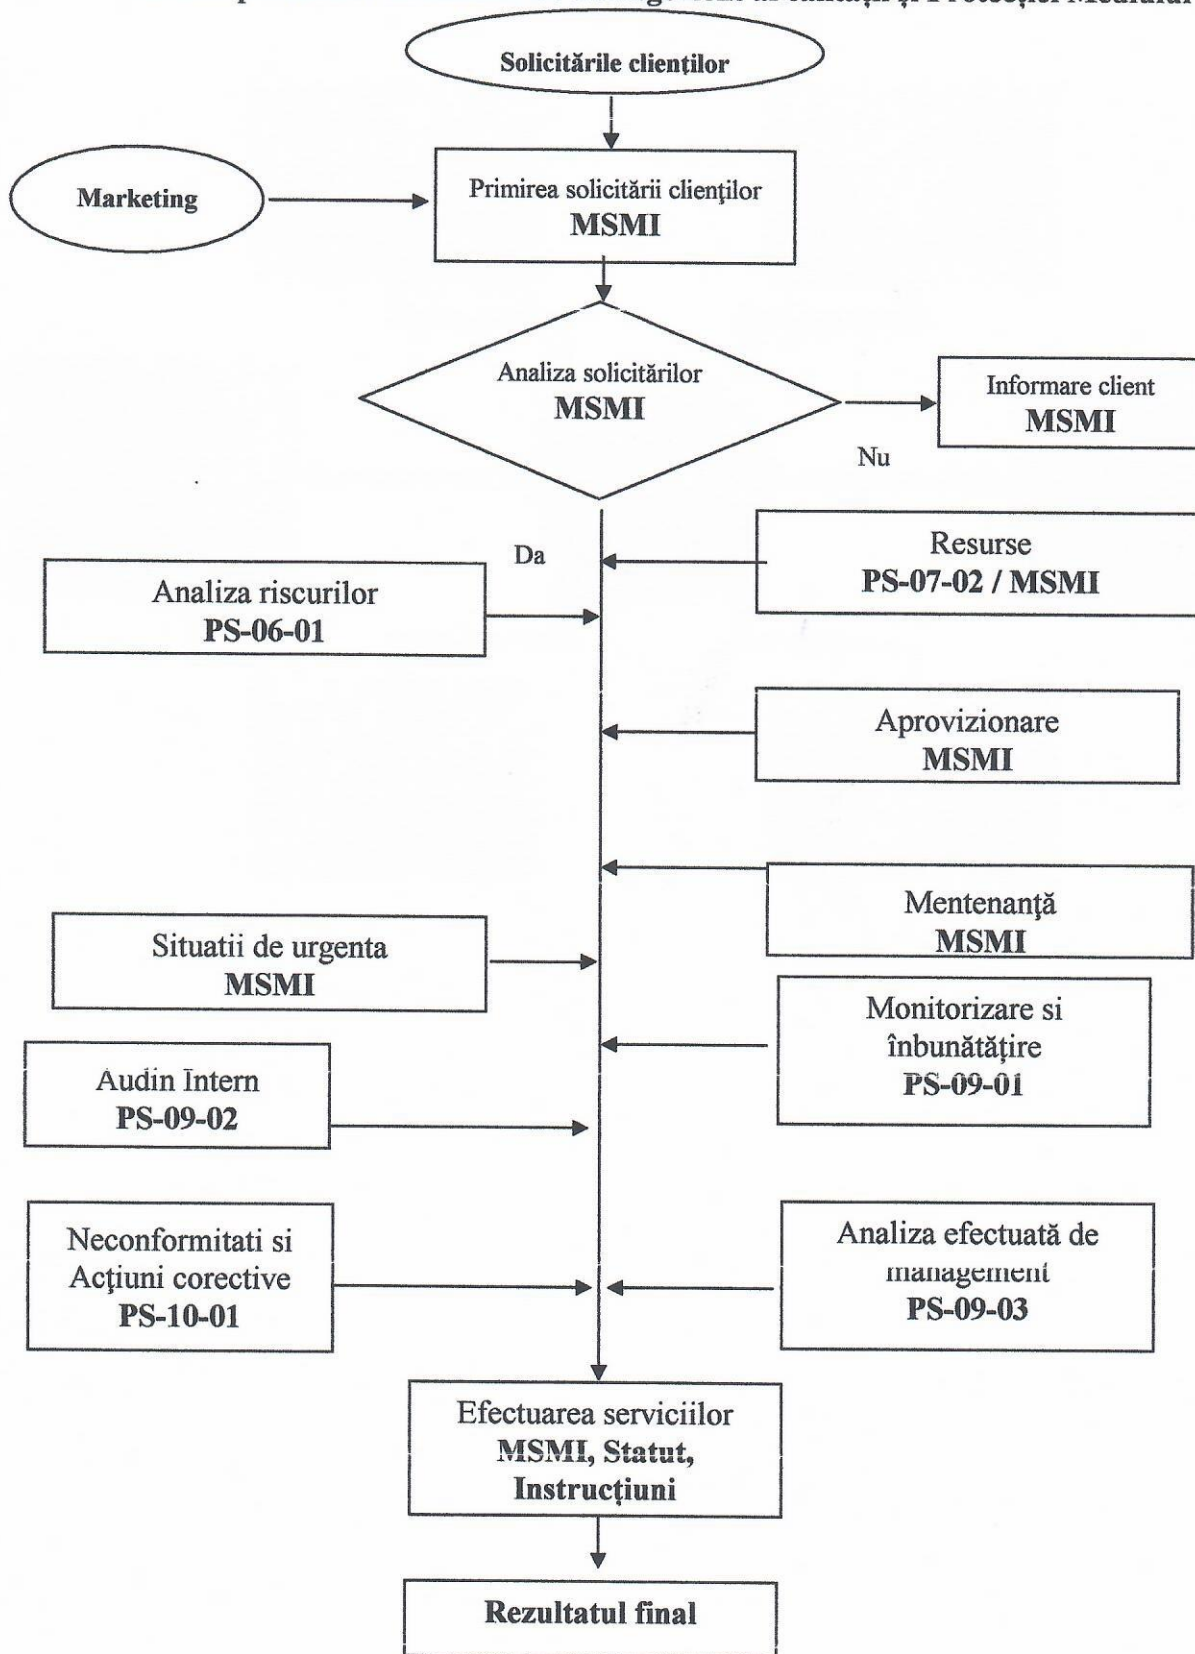 Solicitările clienților
Marketing
Primirea solicitării clienţilor
MSMI
Analiza solicitărilor
MSMI
Informare client
MSMI
Nu
Da
Resurse
PS-07-02 / MSMI
Analiza riscurilor
PS-06-01
Aprovizionare
MSMI
Mentenanţă
MSMI
Situatii de urgenta
MSMI
Monitorizare si
înbunătățire
PS-09-01
Audin Intern
PS-09-02
Neconformitati si
Acţiuni corective
PS-10-01
Analiza efectuată de
management
PS-09-03
Efectuarea serviciilor
MSMI, Statut,
Instrucțiuni
Rezultatul final